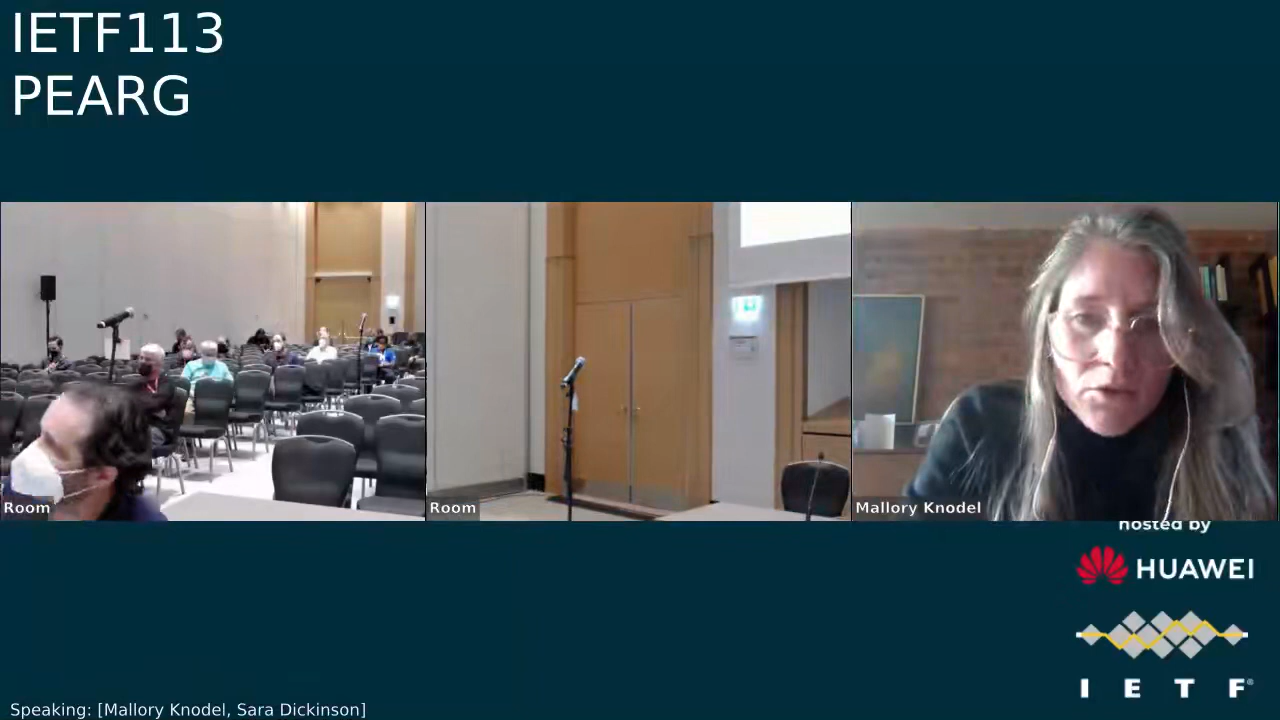 IETF113
PEARG
Room
Room
Mallory Knodel
hosted by
HUAWEI
I E T F®
Speaking: [Mallory Knodel, Sara Dickinson]